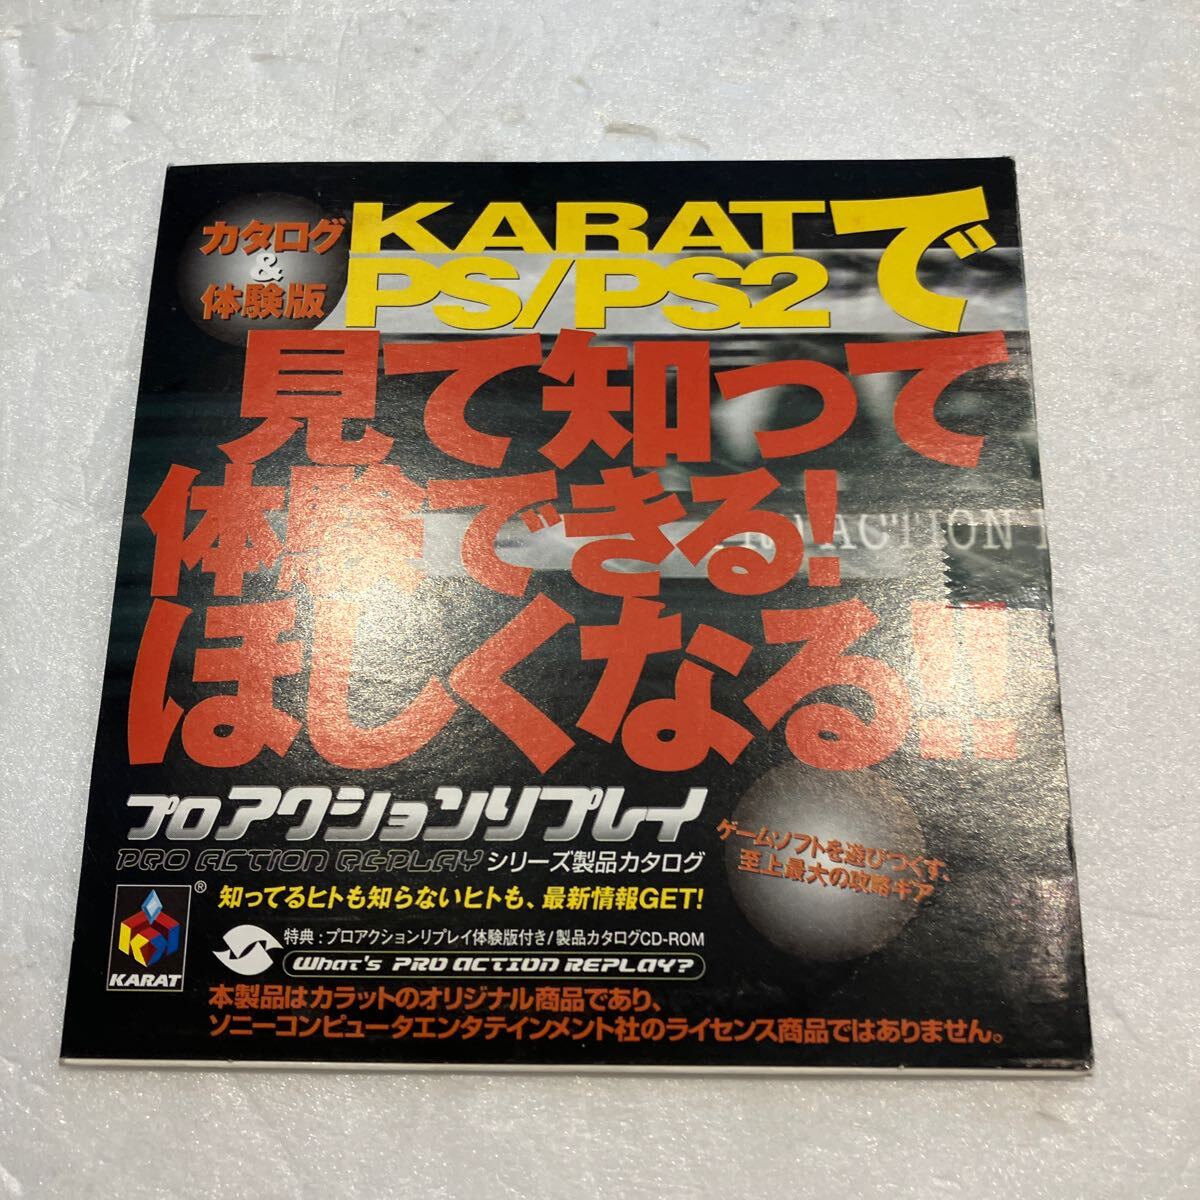 カタログ
&
体験版
KARAT
PS/PS2で
見て知って
体験できる!
ほしくなる!!
PRO ACTION
プロアクションリプレイ
PRO ACTION REPLAY シリーズ製品カタログ
ゲームソフトを遊びつくす、
至上最大の攻略ギア
知ってるヒトも知らないヒトも、最新情報GET!
特典:プロアクションリプレイ体験版付き/製品カタログCD-ROM
What's PRO ACTION REPLAY?
®
KARAT
本製品はカラットのオリジナル商品であり、
ソニーコンピュータエンタテインメント社のライセンス商品ではありません。